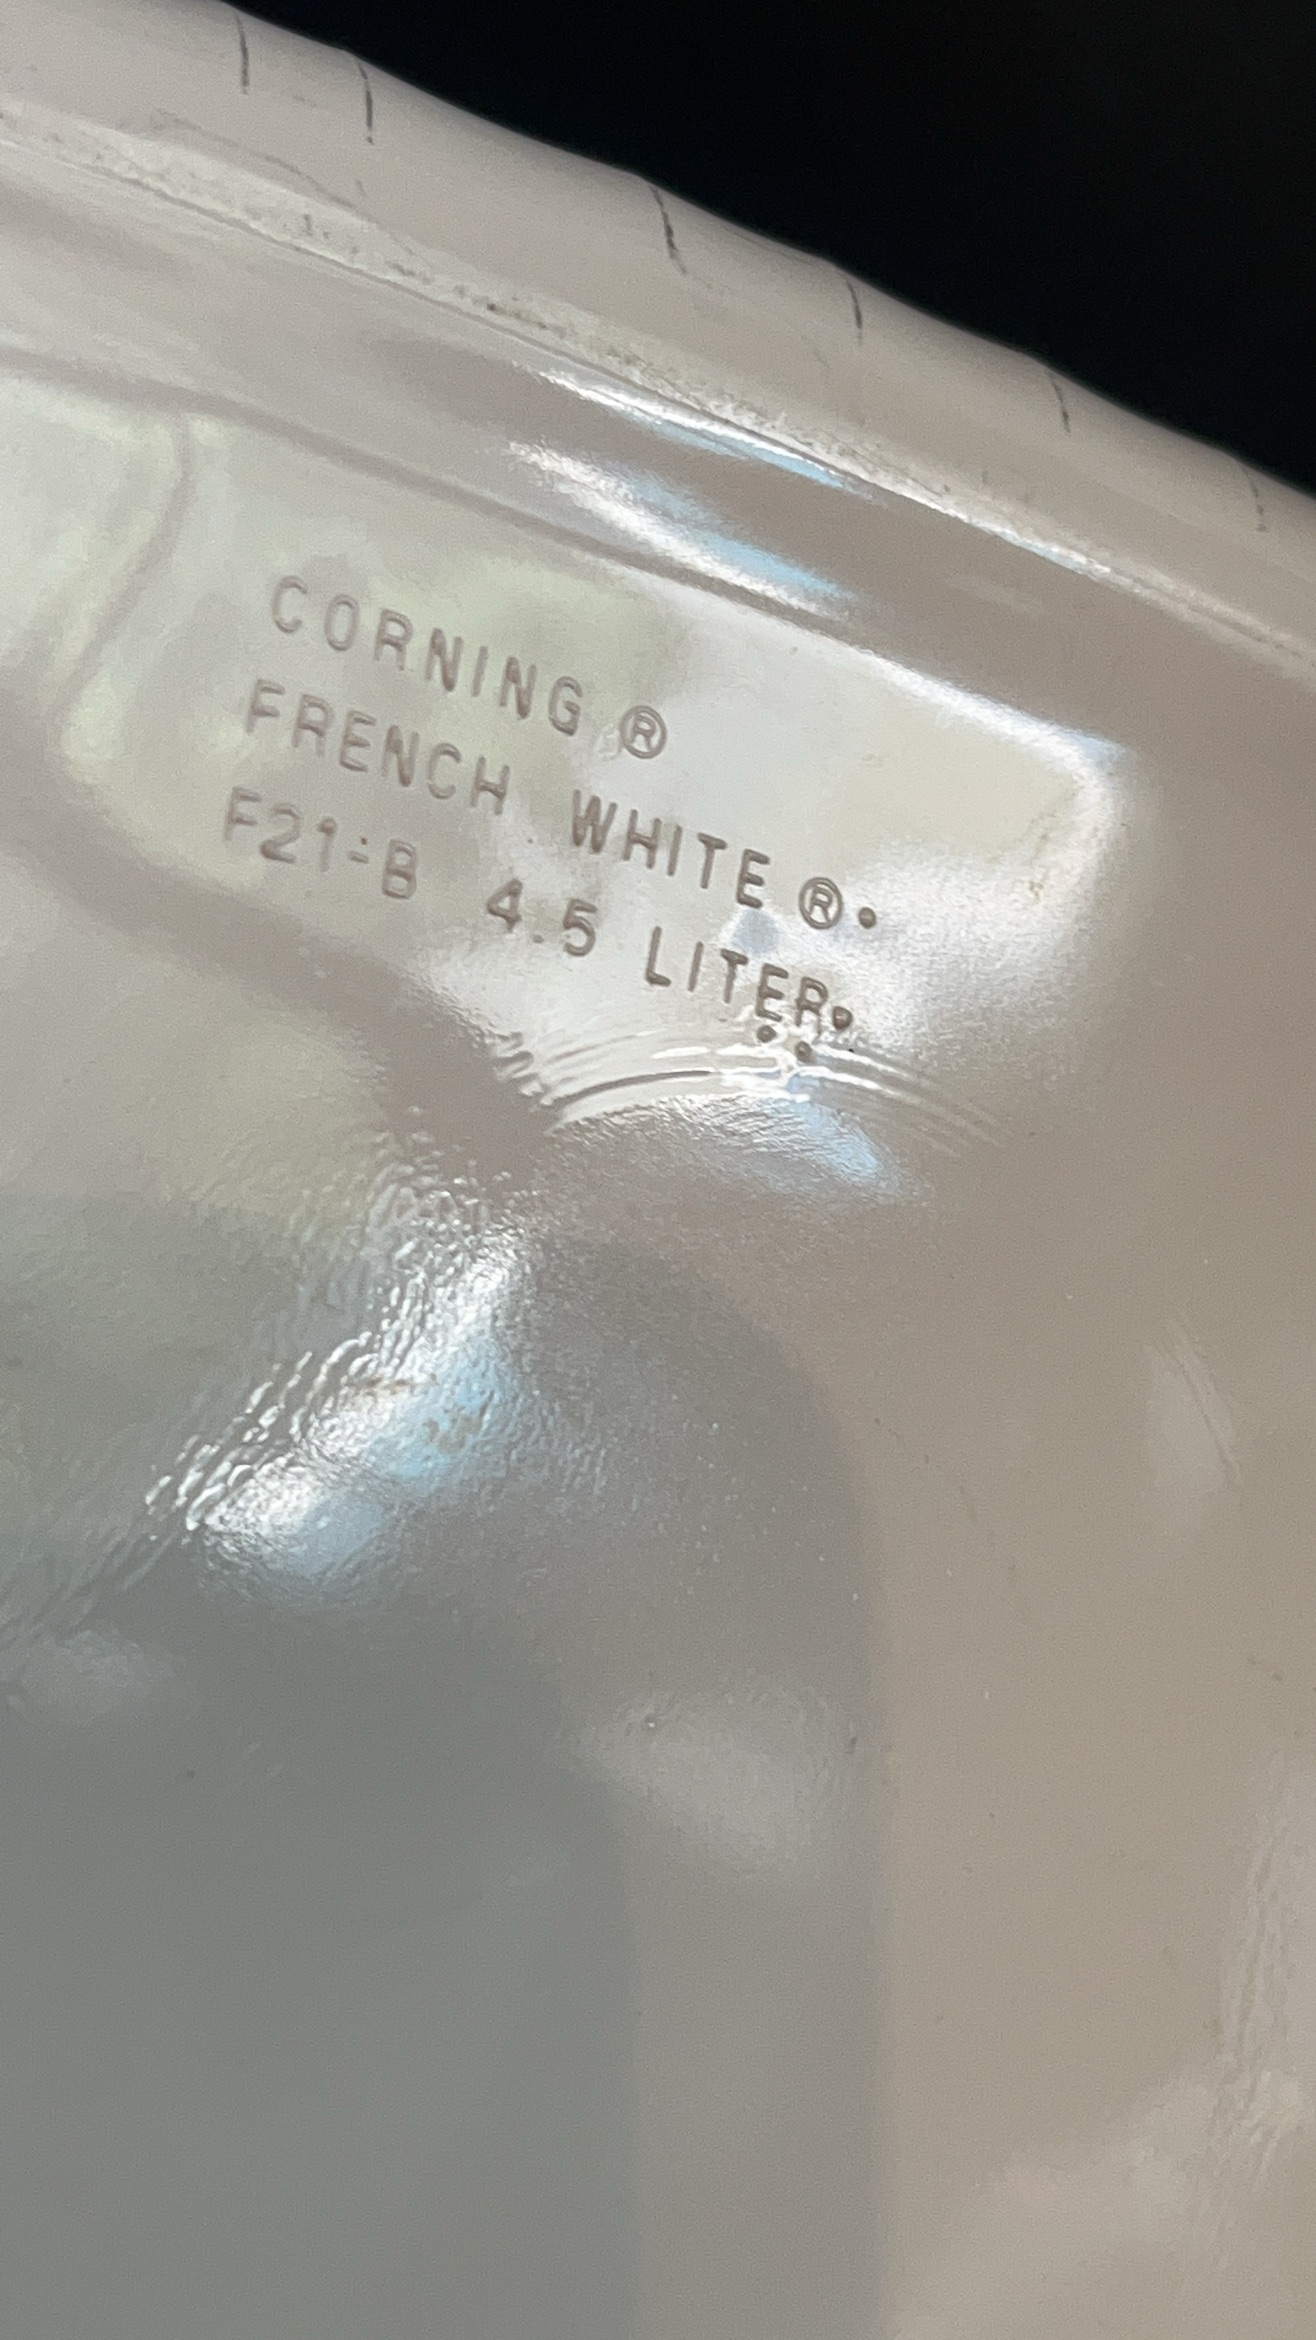 CORNING ®
FRENCH WHITE ®
F21-B 4.5 LITER